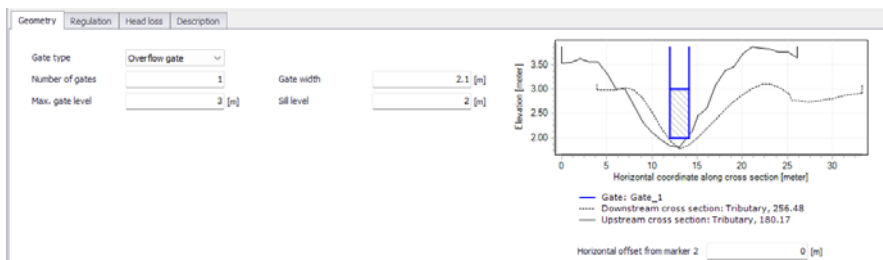 Geometry Regulation Head loss Description
Gate type Overflow gate
Number of gates 1 Gate width 2.1 [m]
Max. gate level 3 [m] Sill level 2 [m]
Elevation [meter]
3.50
3.00
2.50
2.00
0 5 10 15 20 25 30
Horizontal coordinate along cross section [meter]
Gate: Gate_1
Downstream cross section: Tributary, 256.48
Upstream cross section: Tributary, 180.17
Horizontal offset from marker 2 0 [m]